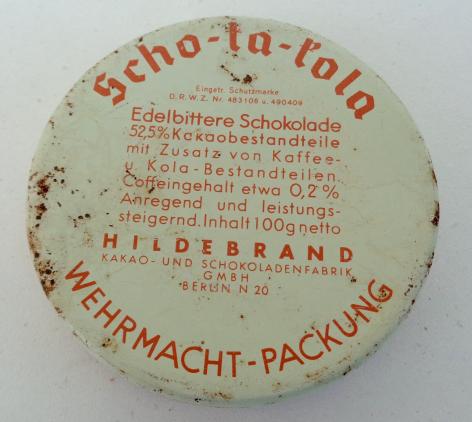 Scho-ka-kola
Eingetr. Schutzmarke
D.R.W.Z. Nr. 483106 u. 490409
Edelbittere Schokolade
52,5% Kakaobestandteile
mit Zusatz von Kaffee-
u. Kola-Bestandteilen.
Coffeingehalt etwa 0,2 %
Anregend und leistungs-
steigernd. Inhalt 100g netto
HILDEBRAND
KAKAO- UND SCHOKOLADENFABRIK
GMBH
BERLIN N 20
WEHRMACHT-PACKUNG